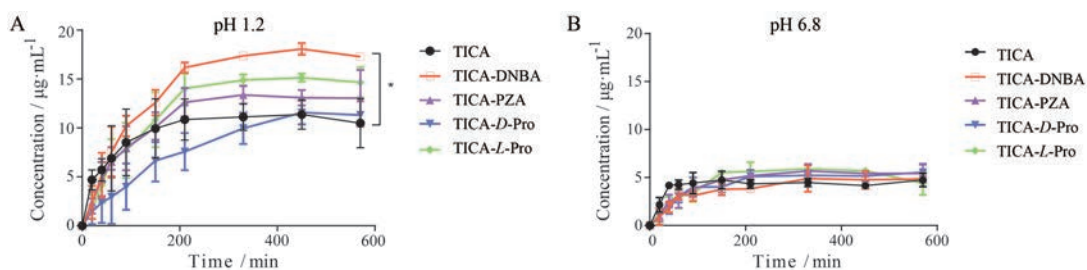 A
pH 1.2
Concentration / μg·mL⁻¹
20
15
10
5
0
0
200
400
600
Time / min
*
TICA
TICA-DNBA
TICA-PZA
TICA-D-Pro
TICA-L-Pro
B
pH 6.8
Concentration / μg·mL⁻¹
20
15
10
5
0
0
200
400
600
Time / min
TICA
TICA-DNBA
TICA-PZA
TICA-D-Pro
TICA-L-Pro